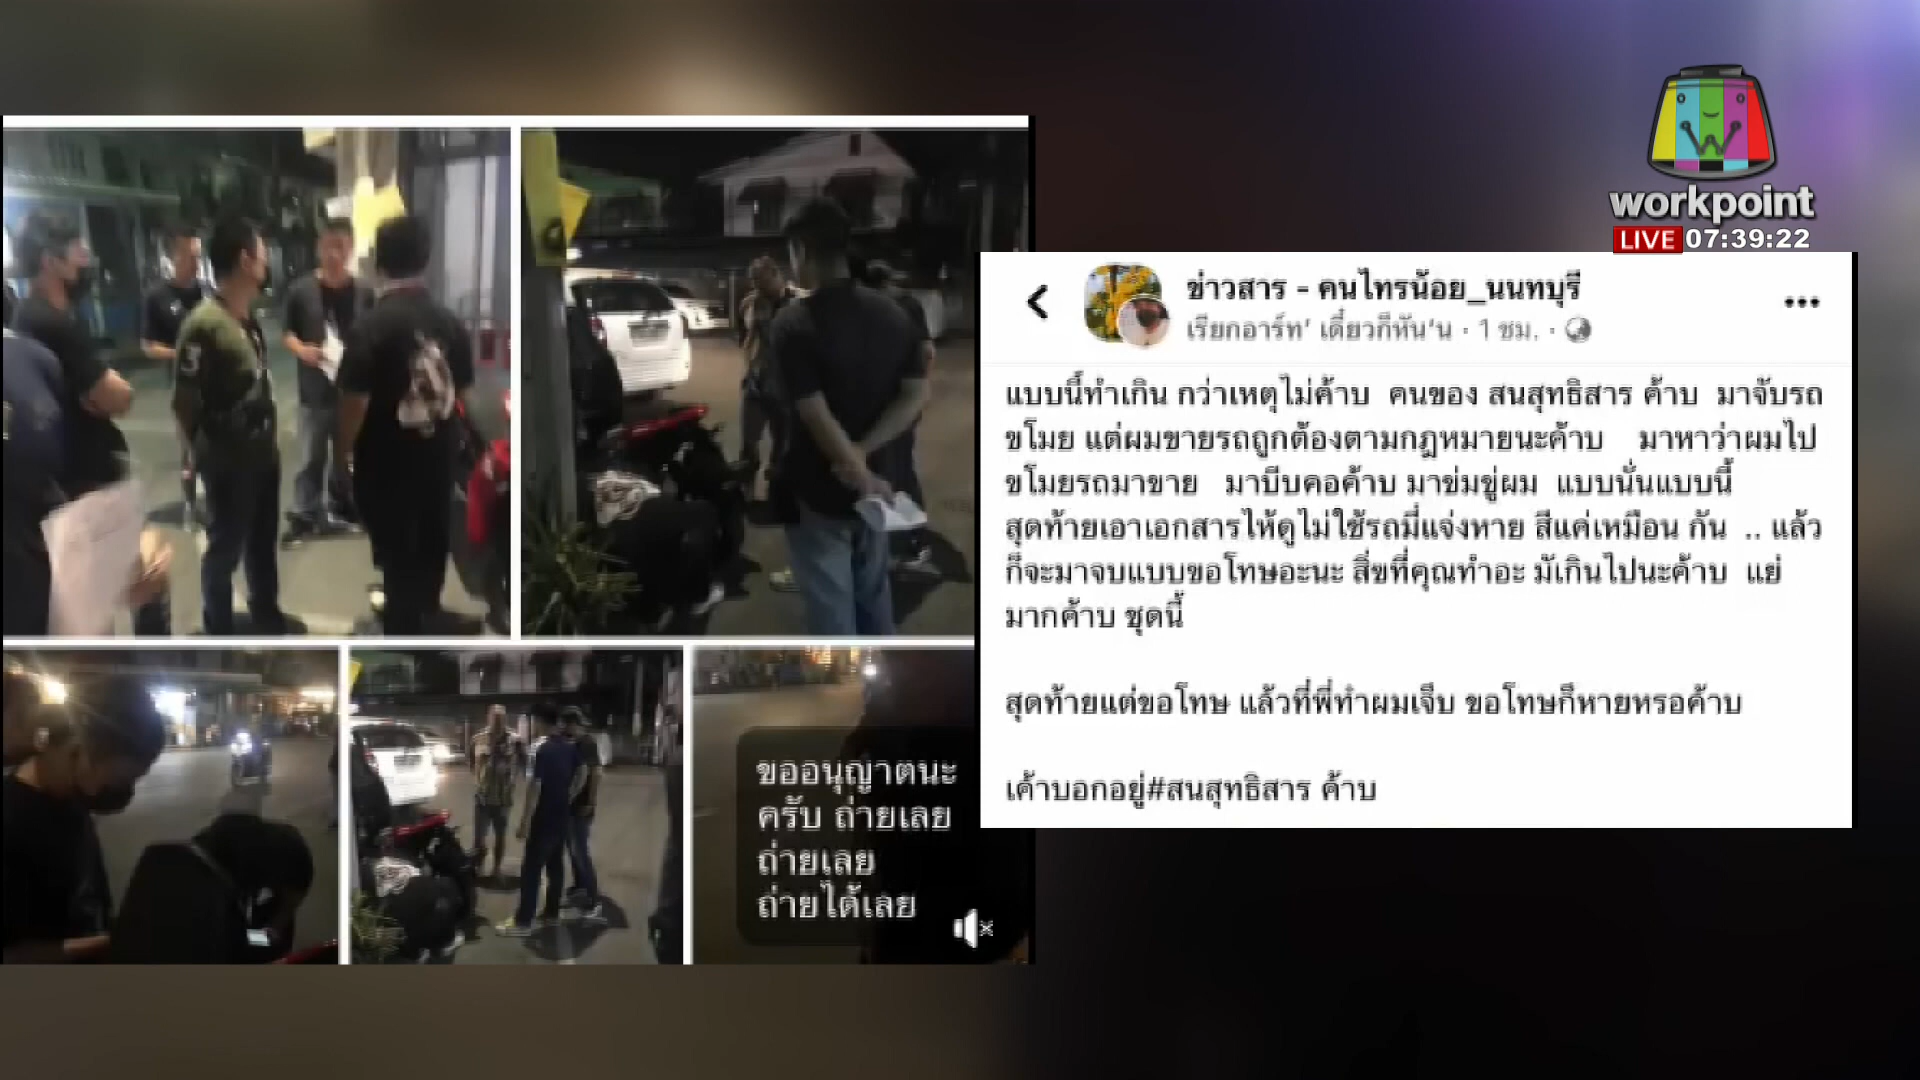 workpoint
LIVE 07:39:22
ข่าวสาร - คนไทรน้อย_นนทบุรี
เรียกอาร์ท' เดี๋ยวก็หัน'น · 1 ชม. ·
แบบนี้ทำเกิน กว่าเหตุไม่ค้าบ คนของ สนสุทธิสาร ค้าบ มาจับรถ
ขโมย แต่ผมขายรถถูกต้องตามกฎหมายนะค้าบ มาหาว่าผมไป
ขโมยรถมาขาย มาบีบคอค้าบ มาข่มขู่ผม แบบนั่นแบบนี้
สุดท้ายเอาเอกสารไห้ดูไม่ใช้รถมี่แจ่งหาย สีแค่เหมือน กัน .. แล้ว
ก็จะมาจบแบบขอโทษอะนะ สิ่ขที่คุณทำอะ มัเกินไปนะค้าบ แย่
มากค้าบ ชุดนี้
สุดท้ายแต่ขอโทษ แล้วที่พี่ทำผมเจ็บ ขอโทษก็หายหรอค้าบ
เค้าบอกอยู่#สนสุทธิสาร ค้าบ
ขออนุญาตนะ
ครับ ถ่ายเลย
ถ่ายเลย
ถ่ายได้เลย